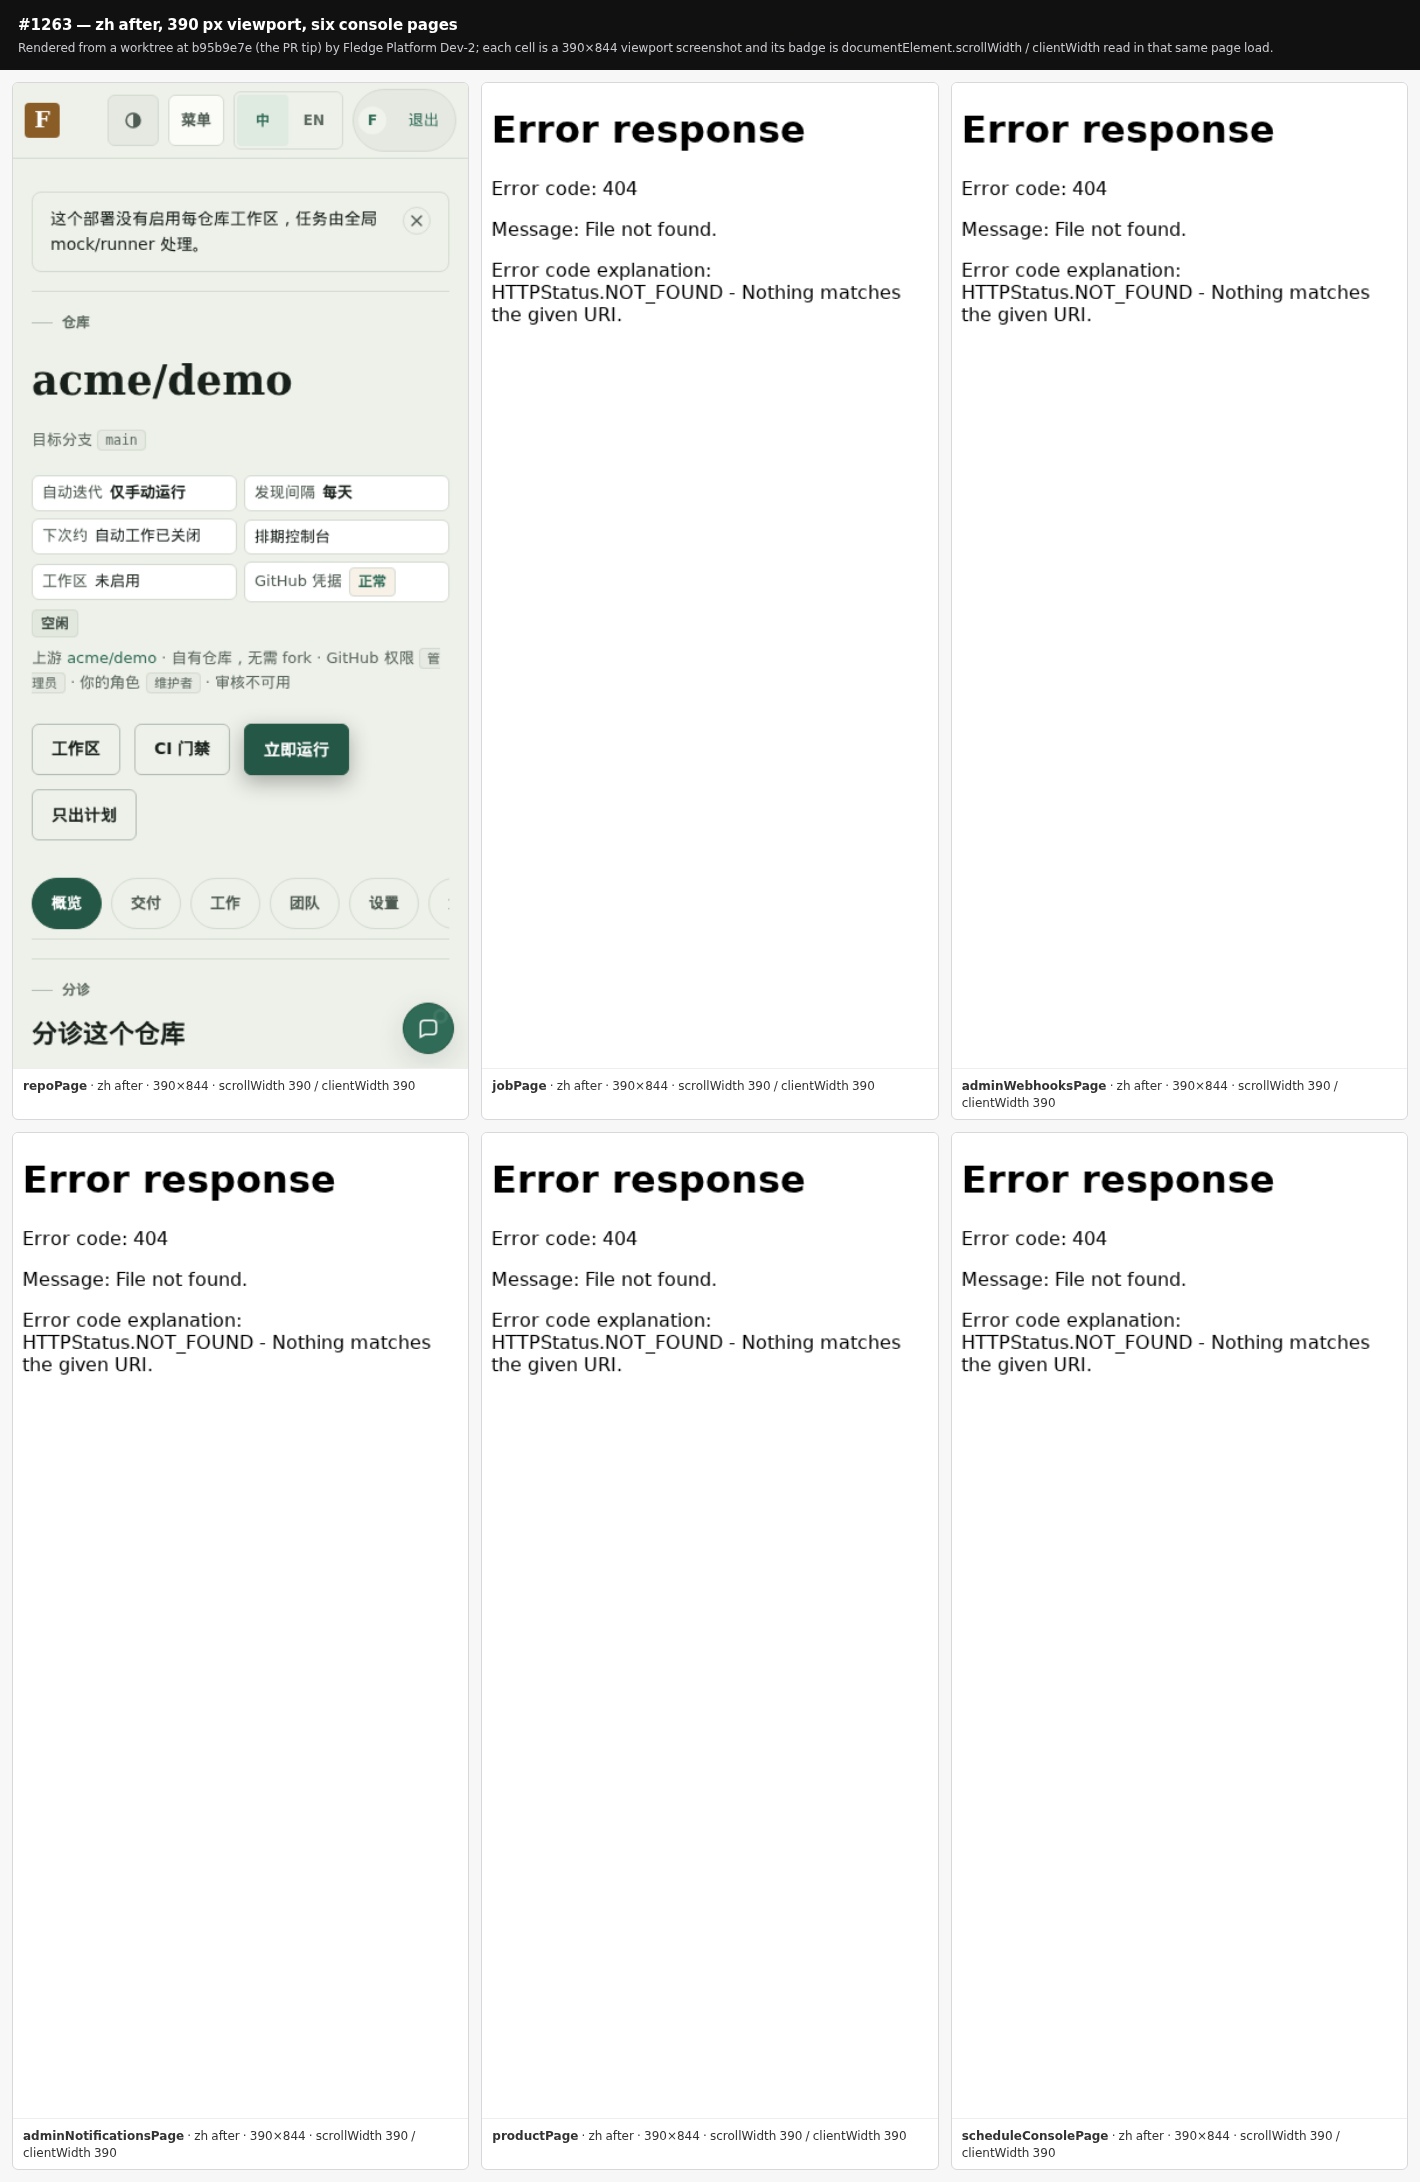 #1263 — zh after, 390 px viewport, six console pages
Rendered from a worktree at b95b9e7e (the PR tip) by Fledge Platform Dev-2; each cell is a 390×844 viewport screenshot and its badge is documentElement.scrollWidth / clientWidth read in that same page load.
F
菜单
中
EN
F
退出
这个部署没有启用每仓库工作区，任务由全局
mock/runner 处理。
仓库
acme/demo
目标分支 main
自动迭代 仅手动运行
发现间隔 每天
下次约 自动工作已关闭
排期控制台
工作区 未启用
GitHub 凭据 正常
空闲
上游 acme/demo · 自有仓库，无需 fork · GitHub 权限 管
理员 · 你的角色 维护者 · 审核不可用
工作区
CI 门禁
立即运行
只出计划
概览
交付
工作
团队
设置
分诊
分诊这个仓库
repoPage · zh after · 390×844 · scrollWidth 390 / clientWidth 390
Error response
Error code: 404
Message: File not found.
Error code explanation:
HTTPStatus.NOT_FOUND - Nothing matches
the given URI.
jobPage · zh after · 390×844 · scrollWidth 390 / clientWidth 390
Error response
Error code: 404
Message: File not found.
Error code explanation:
HTTPStatus.NOT_FOUND - Nothing matches
the given URI.
adminWebhooksPage · zh after · 390×844 · scrollWidth 390 /
clientWidth 390
Error response
Error code: 404
Message: File not found.
Error code explanation:
HTTPStatus.NOT_FOUND - Nothing matches
the given URI.
adminNotificationsPage · zh after · 390×844 · scrollWidth 390 /
clientWidth 390
Error response
Error code: 404
Message: File not found.
Error code explanation:
HTTPStatus.NOT_FOUND - Nothing matches
the given URI.
productPage · zh after · 390×844 · scrollWidth 390 / clientWidth 390
Error response
Error code: 404
Message: File not found.
Error code explanation:
HTTPStatus.NOT_FOUND - Nothing matches
the given URI.
scheduleConsolePage · zh after · 390×844 · scrollWidth 390 /
clientWidth 390